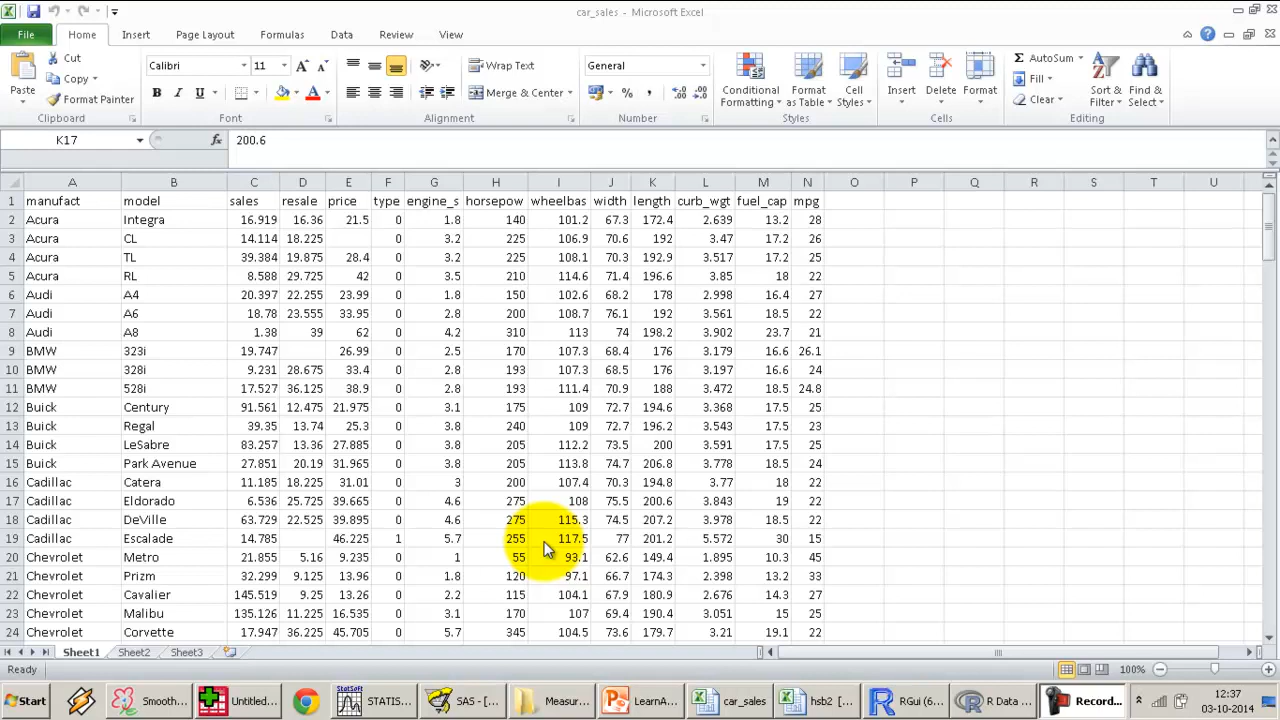 car_sales - Microsoft Excel
File Home Insert Page Layout Formulas Data Review View
Paste Cut Copy Format Painter Clipboard
Calibri 11 B I U A A A Font
Wrap Text Merge & Center Alignment
General % , Number
Conditional Formatting Format as Table Cell Styles Styles
Insert Delete Format Cells
Σ AutoSum Fill Clear Sort & Filter Find & Select Editing
K17 fx 200.6
A B C D E F G H I J K L M N O P Q R S T U
1 manufact model sales resale price type engine_s horsepow wheelbas width length curb_wgt fuel_cap mpg
2 Acura Integra 16.919 16.36 21.5 0 1.8 140 101.2 67.3 172.4 2.639 13.2 28
3 Acura CL 14.114 18.225 0 3.2 225 106.9 70.6 192 3.47 17.2 26
4 Acura TL 39.384 19.875 28.4 0 3.2 225 108.1 70.3 192.9 3.517 17.2 25
5 Acura RL 8.588 29.725 42 0 3.5 210 114.6 71.4 196.6 3.85 18 22
6 Audi A4 20.397 22.255 23.99 0 1.8 150 102.6 68.2 178 2.998 16.4 27
7 Audi A6 18.78 23.555 33.95 0 2.8 200 108.7 76.1 192 3.561 18.5 22
8 Audi A8 1.38 39 62 0 4.2 310 113 74 198.2 3.902 23.7 21
9 BMW 323i 19.747 26.99 0 2.5 170 107.3 68.4 176 3.179 16.6 26.1
10 BMW 328i 9.231 28.675 33.4 0 2.8 193 107.3 68.5 176 3.197 16.6 24
11 BMW 528i 17.527 36.125 38.9 0 2.8 193 111.4 70.9 188 3.472 18.5 24.8
12 Buick Century 91.561 12.475 21.975 0 3.1 175 109 72.7 194.6 3.368 17.5 25
13 Buick Regal 39.35 13.74 25.3 0 3.8 240 109 72.7 196.2 3.543 17.5 23
14 Buick LeSabre 83.257 13.36 27.885 0 3.8 205 112.2 73.5 200 3.591 17.5 25
15 Buick Park Avenue 27.851 20.19 31.965 0 3.8 205 113.8 74.7 206.8 3.778 18.5 24
16 Cadillac Catera 11.185 18.225 31.01 0 3 200 107.4 70.3 194.8 3.77 18 22
17 Cadillac Eldorado 6.536 25.725 39.665 0 4.6 275 108 75.5 200.6 3.843 19 22
18 Cadillac DeVille 63.729 22.525 39.895 0 4.6 275 115.3 74.5 207.2 3.978 18.5 22
19 Cadillac Escalade 14.785 46.225 1 5.7 255 117.5 77 201.2 5.572 30 15
20 Chevrolet Metro 21.855 5.16 9.235 0 1 55 93.1 62.6 149.4 1.895 10.3 45
21 Chevrolet Prizm 32.299 9.125 13.96 0 1.8 120 97.1 66.7 174.3 2.398 13.2 33
22 Chevrolet Cavalier 145.519 9.25 13.26 0 2.2 115 104.1 67.9 180.9 2.676 14.3 27
23 Chevrolet Malibu 135.126 11.225 16.535 0 3.1 170 107 69.4 190.4 3.051 15 25
24 Chevrolet Corvette 17.947 36.225 45.705 0 5.7 345 104.5 73.6 179.7 3.21 19.1 22
Sheet1 Sheet2 Sheet3
Ready 100%
Start Smooth... Untitled... STATIS... SAS - [... Measur... LearnA... car_sales hsb2 [... RGui (6... R Data ... Record... 12:37
03-10-2014